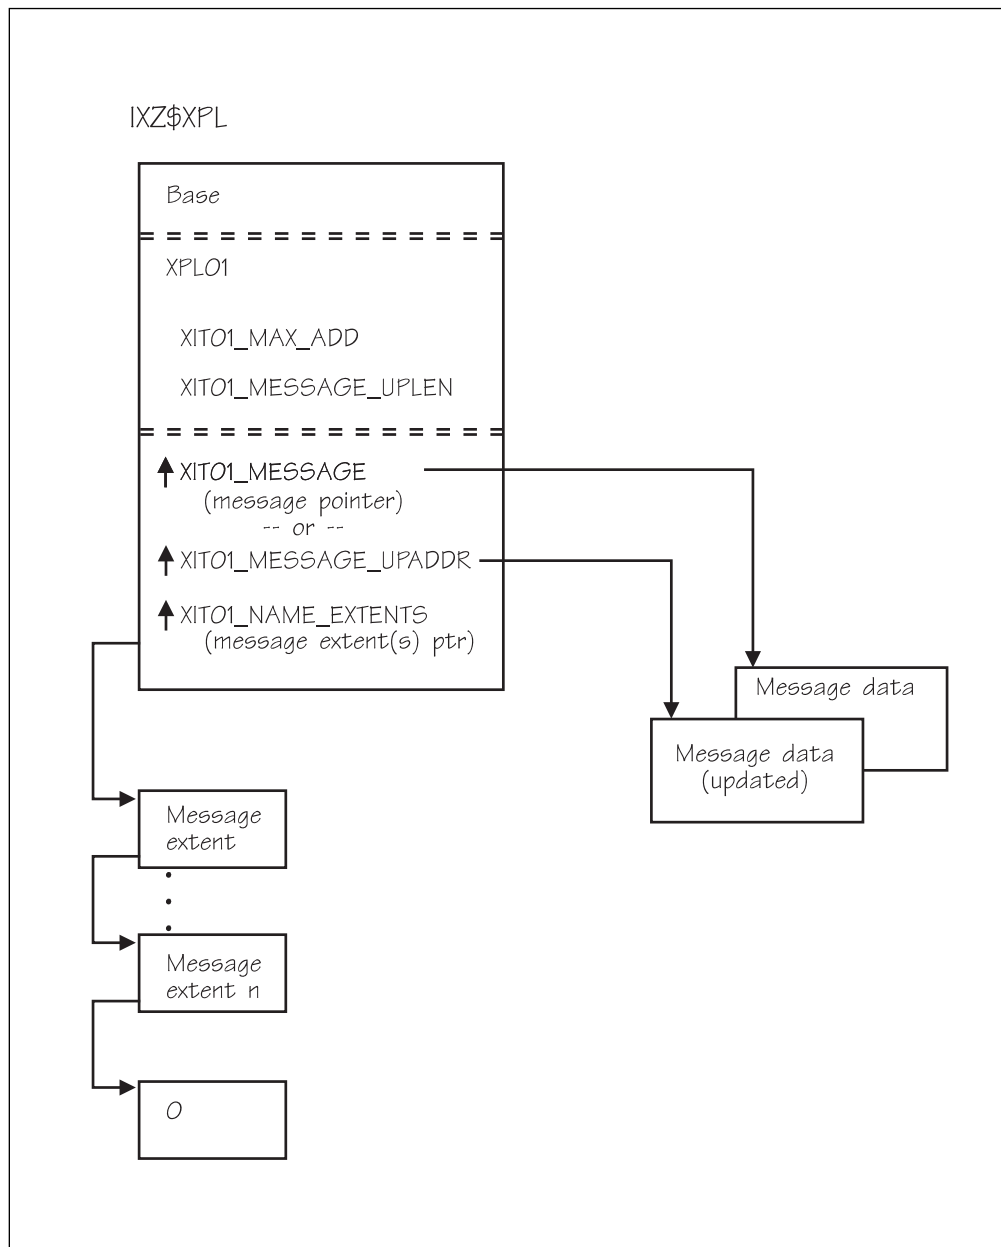 IXZ$XPL
Base
XPL01
XIT01_MAX_ADD
XIT01_MESSAGE_UPLEN
XIT01_MESSAGE
(message pointer)
-- or --
XIT01_MESSAGE_UPADDR
XIT01_NAME_EXTENTS
(message extent(s) ptr)
Message data
Message data
(updated)
Message
extent
Message
extent n
0